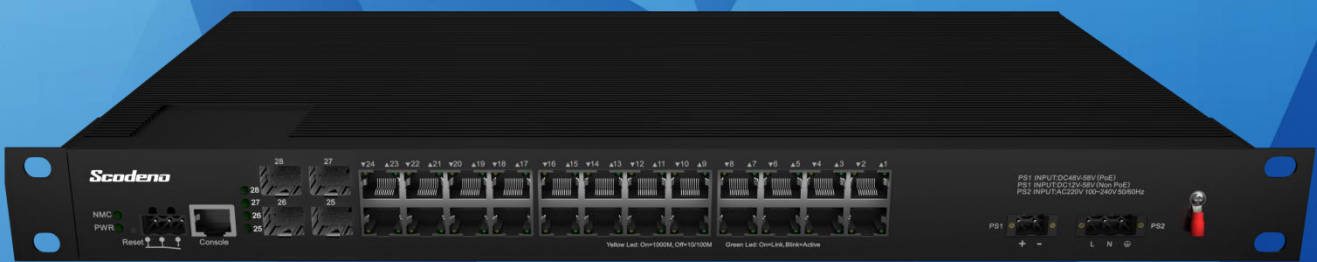 Scodeno
NMC
PWR
Reset
Console
28
27
26
25
28
27
26
25
▼24 ▲23 ▼22 ▲21 ▼20 ▲19 ▼18 ▲17 ▼16 ▲15 ▼14 ▲13 ▼12 ▲11 ▼10 ▲9 ▼8 ▲7 ▼6 ▲5 ▼4 ▲3 ▼2 ▲1
Yellow Led: On=1000M, Off=10/100M Green Led: On=Link, Blink=Active
PS1 INPUT:DC48V-58V (PoE)
PS1 INPUT:DC12V-58V (Non PoE)
PS2 INPUT:AC220V 100~240V 50/60Hz
PS1
+ -
PS2
L N